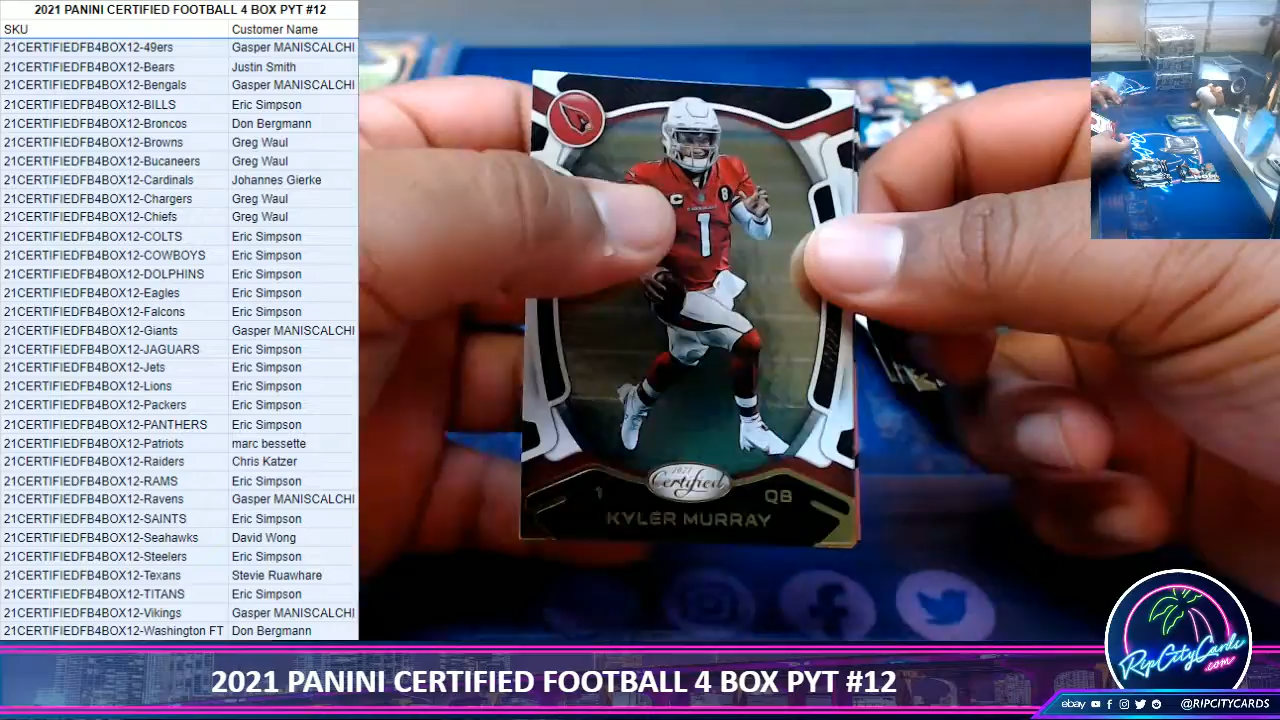 2021 PANINI CERTIFIED FOOTBALL 4 BOX PYT #12
SKU Customer Name
21CERTIFIEDFB4BOX12-49ers Gasper MANISCALCHI
21CERTIFIEDFB4BOX12-Bears Justin Smith
21CERTIFIEDFB4BOX12-Bengals Gasper MANISCALCHI
21CERTIFIEDFB4BOX12-BILLS Eric Simpson
21CERTIFIEDFB4BOX12-Broncos Don Bergmann
21CERTIFIEDFB4BOX12-Browns Greg Waul
21CERTIFIEDFB4BOX12-Bucaneers Greg Waul
21CERTIFIEDFB4BOX12-Cardinals Johannes Gierke
21CERTIFIEDFB4BOX12-Chargers Greg Waul
21CERTIFIEDFB4BOX12-Chiefs Greg Waul
21CERTIFIEDFB4BOX12-COLTS Eric Simpson
21CERTIFIEDFB4BOX12-COWBOYS Eric Simpson
21CERTIFIEDFB4BOX12-DOLPHINS Eric Simpson
21CERTIFIEDFB4BOX12-Eagles Eric Simpson
21CERTIFIEDFB4BOX12-Falcons Eric Simpson
21CERTIFIEDFB4BOX12-Giants Gasper MANISCALCHI
21CERTIFIEDFB4BOX12-JAGUARS Eric Simpson
21CERTIFIEDFB4BOX12-Jets Eric Simpson
21CERTIFIEDFB4BOX12-Lions Eric Simpson
21CERTIFIEDFB4BOX12-Packers Eric Simpson
21CERTIFIEDFB4BOX12-PANTHERS Eric Simpson
21CERTIFIEDFB4BOX12-Patriots marc bessette
21CERTIFIEDFB4BOX12-Raiders Chris Katzer
21CERTIFIEDFB4BOX12-RAMS Eric Simpson
21CERTIFIEDFB4BOX12-Ravens Gasper MANISCALCHI
21CERTIFIEDFB4BOX12-SAINTS Eric Simpson
21CERTIFIEDFB4BOX12-Seahawks David Wong
21CERTIFIEDFB4BOX12-Steelers Eric Simpson
21CERTIFIEDFB4BOX12-Texans Stevie Ruawhare
21CERTIFIEDFB4BOX12-TITANS Eric Simpson
21CERTIFIEDFB4BOX12-Vikings Gasper MANISCALCHI
21CERTIFIEDFB4BOX12-Washington FT Don Bergmann
C 8
1
2021
Certified
1 QB
KYLER MURRAY
RipCityCards
.com
2021 PANINI CERTIFIED FOOTBALL 4 BOX PYT #12
ebay @RIPCITYCARDS